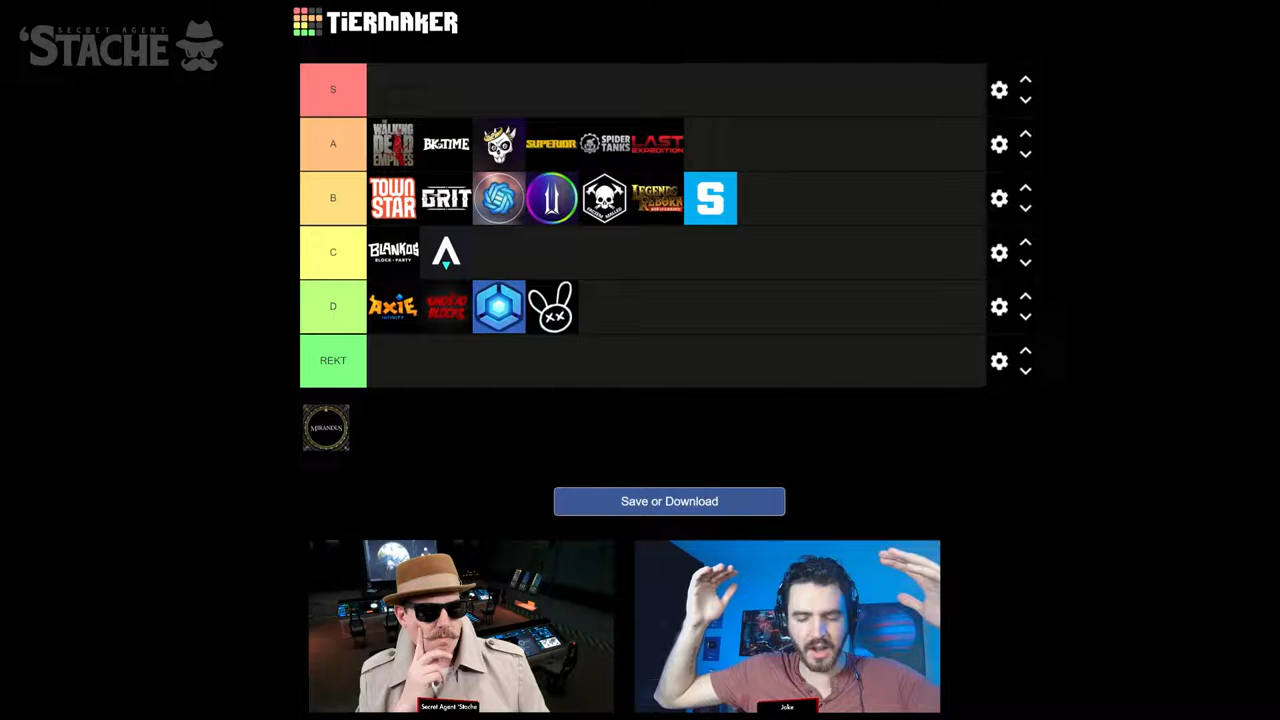 SECRET AGENT
'STACHE
TIERMAKER
S
A
THE WALKING DEAD EMPIRES
BIGTIME
SUPERIOR
SPIDER TANKS
LAST EXPEDITION
B
TOWN STAR
GRIT
LEGENDS REBORN
S
C
BLANKOS
BLOCK PARTY
D
AXIE
INFINITY
UNDEAD BLOCKS
REKT
MIRANDUS
Save or Download
Secret Agent 'Stache
Jake